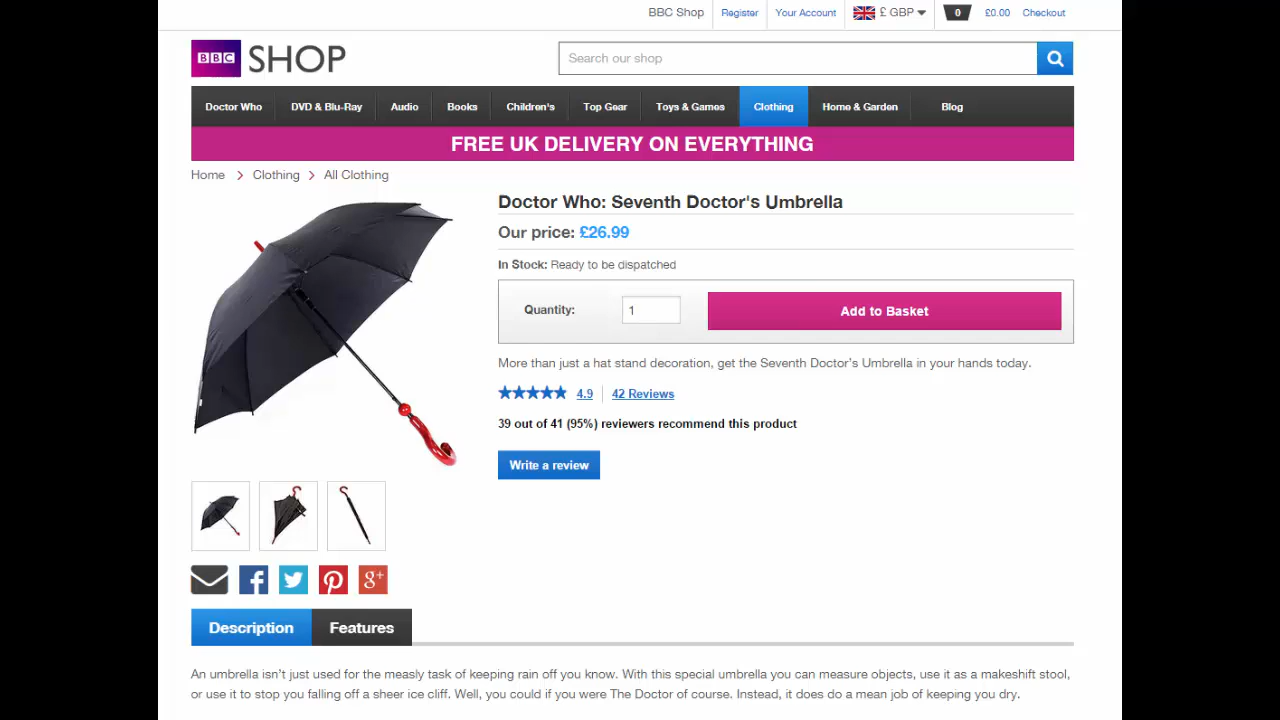 BBC Shop Register Your Account £ GBP 0 £0.00 Checkout
BBC SHOP
Search our shop
Doctor Who DVD & Blu-Ray Audio Books Children's Top Gear Toys & Games Clothing Home & Garden Blog
FREE UK DELIVERY ON EVERYTHING
Home > Clothing > All Clothing
Doctor Who: Seventh Doctor's Umbrella
Our price: £26.99
In Stock: Ready to be dispatched
Quantity: 1 Add to Basket
More than just a hat stand decoration, get the Seventh Doctor's Umbrella in your hands today.
4.9 42 Reviews
39 out of 41 (95%) reviewers recommend this product
Write a review
Description Features
An umbrella isn't just used for the measly task of keeping rain off you know. With this special umbrella you can measure objects, use it as a makeshift stool,
or use it to stop you falling off a sheer ice cliff. Well, you could if you were The Doctor of course. Instead, it does do a mean job of keeping you dry.